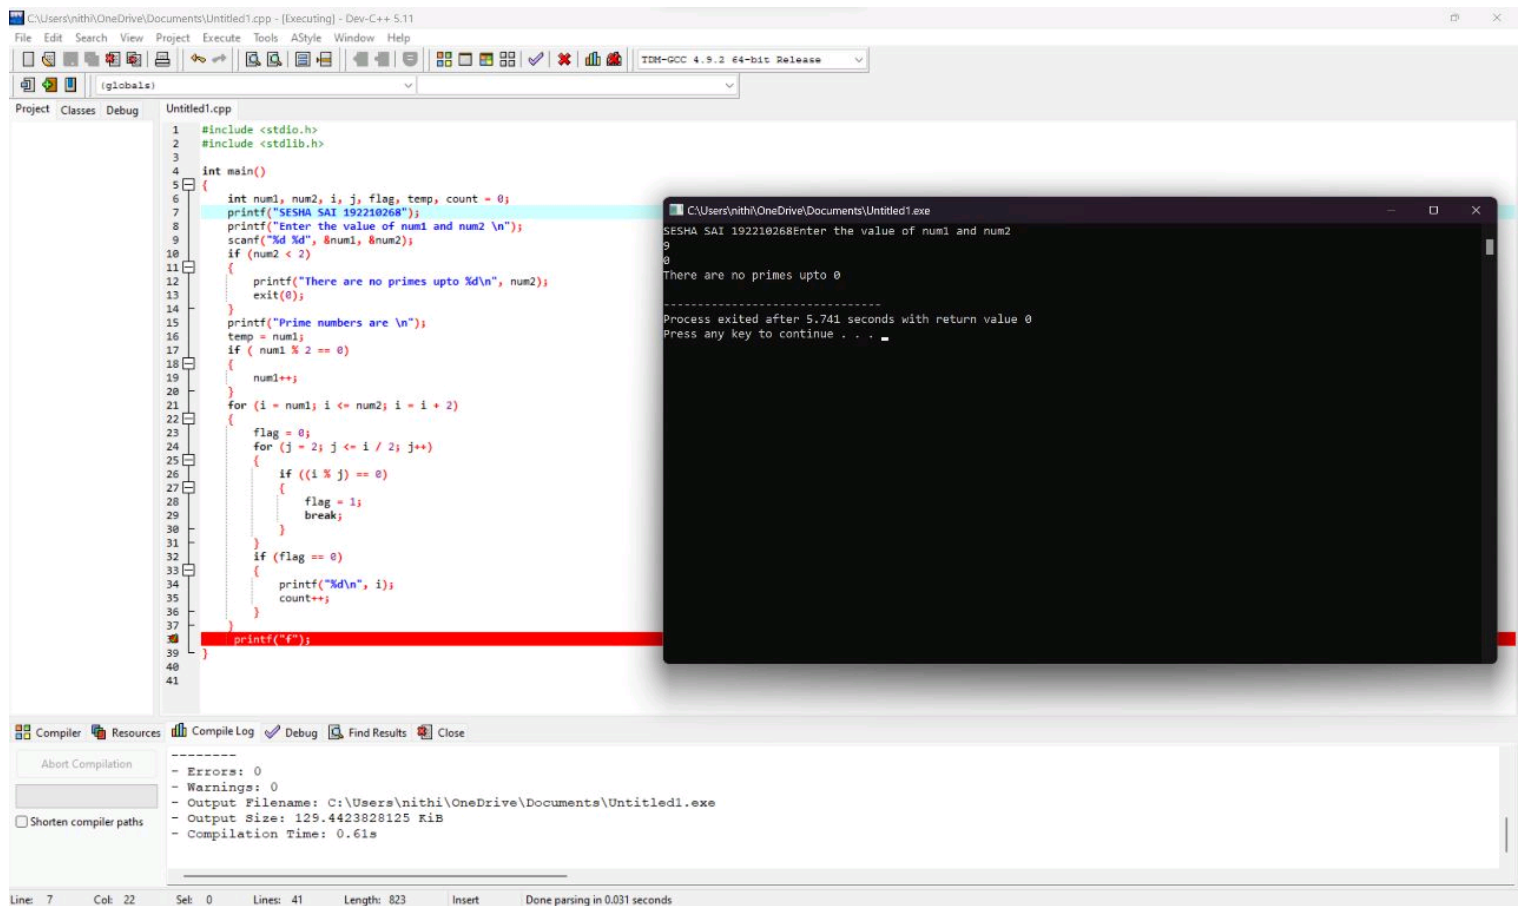 C:\Users\nithi\OneDrive\Documents\Untitled1.cpp - [Executing] - Dev-C++ 5.11
File Edit Search View Project Execute Tools AStyle Window Help
TDM-GCC 4.9.2 64-bit Release
(globals)
Project Classes Debug Untitled1.cpp
1 #include <stdio.h>
2 #include <stdlib.h>
3
4 int main()
5 {
6 int num1, num2, i, j, flag, temp, count = 0;
7 printf("SESHA SAI 192210268");
8 printf("Enter the value of num1 and num2 \n");
9 scanf("%d %d", &num1, &num2);
10 if (num2 < 2)
11 {
12 printf("There are no primes upto %d\n", num2);
13 exit(0);
14 }
15 printf("Prime numbers are \n");
16 temp = num1;
17 if ( num1 % 2 == 0)
18 {
19 num1++;
20 }
21 for (i = num1; i <= num2; i = i + 2)
22 {
23 flag = 0;
24 for (j = 2; j <= i / 2; j++)
25 {
26 if ((i % j) == 0)
27 {
28 flag = 1;
29 break;
30 }
31 }
32 if (flag == 0)
33 {
34 printf("%d\n", i);
35 count++;
36 }
37 }
printf("f");
39 }
40
41
C:\Users\nithi\OneDrive\Documents\Untitled1.exe
SESHA SAI 192210268Enter the value of num1 and num2
9
0
There are no primes upto 0
--------------------------------
Process exited after 5.741 seconds with return value 0
Press any key to continue . . .
Compiler Resources Compile Log Debug Find Results Close
Abort Compilation
Shorten compiler paths
--------
- Errors: 0
- Warnings: 0
- Output Filename: C:\Users\nithi\OneDrive\Documents\Untitled1.exe
- Output Size: 129.4423828125 KiB
- Compilation Time: 0.61s
Line: 7 Col: 22 Sel: 0 Lines: 41 Length: 823 Insert Done parsing in 0.031 seconds